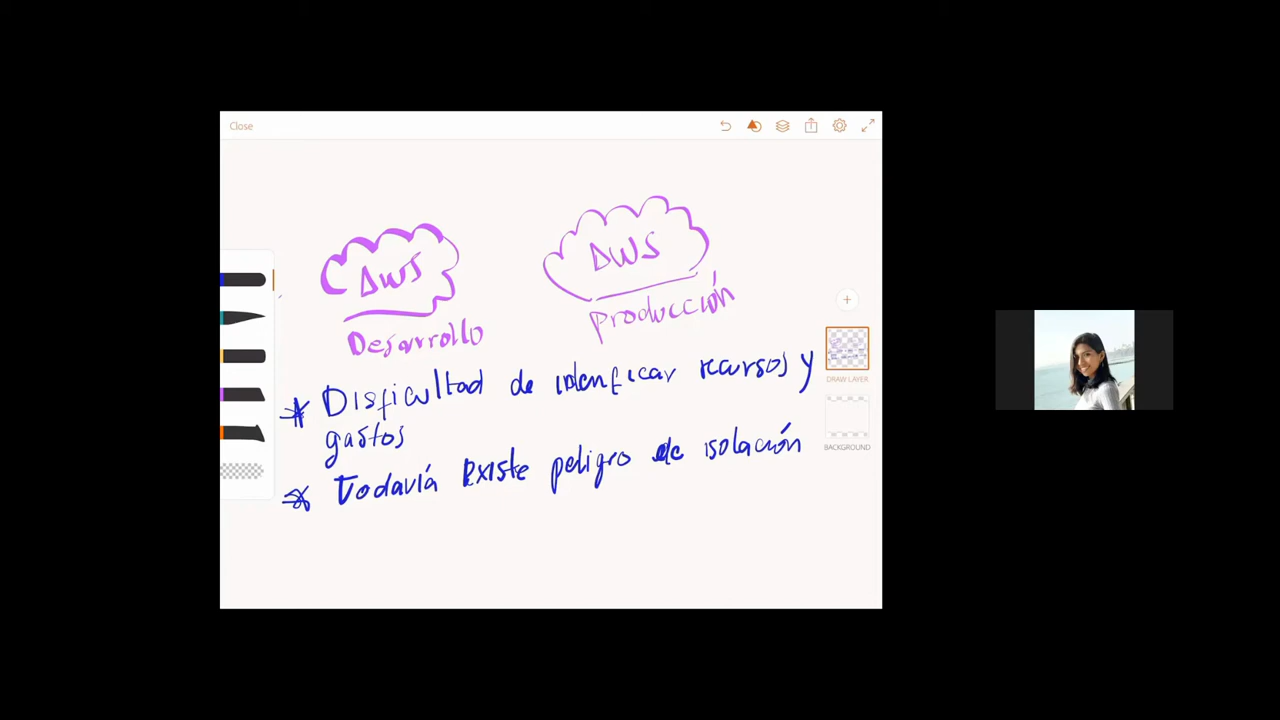 Close
AWS
AWS
Desarrollo
Producción
* Disficultad de idenficar recursos y
gastos
* Todavía Existe peligro de isolación
DRAW LAYER
BACKGROUND